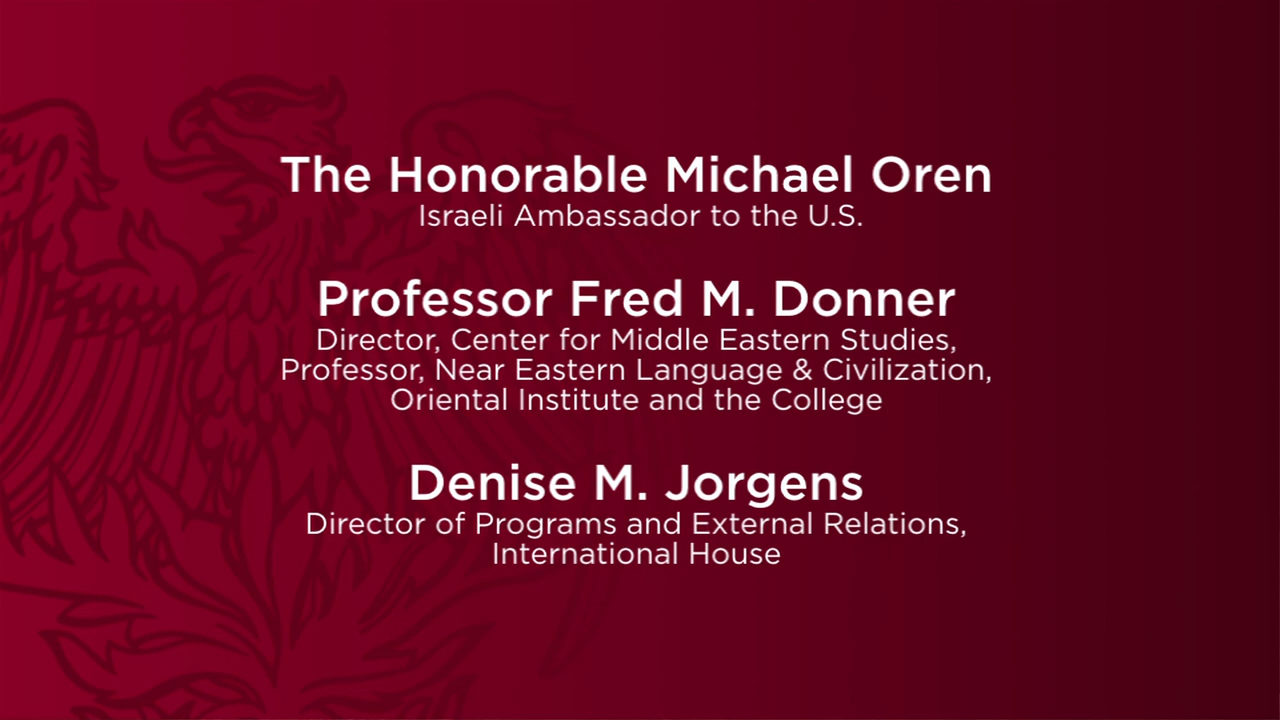 The Honorable Michael Oren
Israeli Ambassador to the U.S.
Professor Fred M. Donner
Director, Center for Middle Eastern Studies,
Professor, Near Eastern Language & Civilization,
Oriental Institute and the College
Denise M. Jorgens
Director of Programs and External Relations,
International House